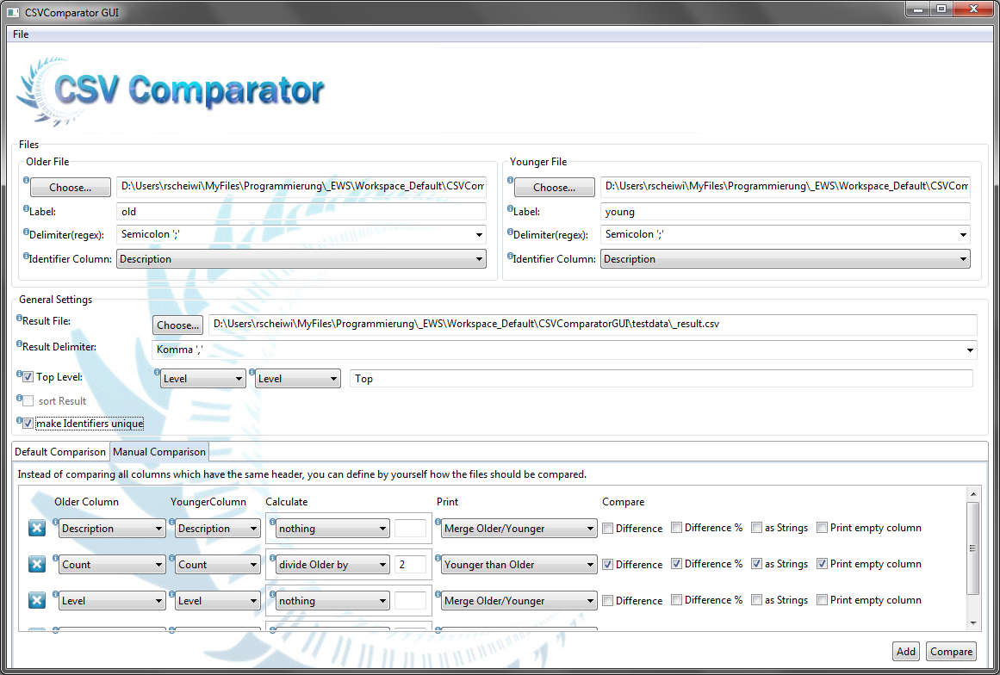 CSVComparator GUI
File
CSV Comparator
Files
Older File
Choose... D:\Users\rscheiwi\MyFiles\Programmierung\_EWS\Workspace_Default\CSVCom
Label: old
Delimiter(regex): Semicolon ';'
Identifier Column: Description
Younger File
Choose... D:\Users\rscheiwi\MyFiles\Programmierung\_EWS\Workspace_Default\CSVCom
Label: young
Delimiter(regex): Semicolon ';'
Identifier Column: Description
General Settings
Result File: Choose... D:\Users\rscheiwi\MyFiles\Programmierung\_EWS\Workspace_Default\CSVComparatorGUI\testdata\_result.csv
Result Delimiter: Komma ','
Top Level: Level Level Top
sort Result
make Identifiers unique
Default Comparison Manual Comparison
Instead of comparing all columns which have the same header, you can define by yourself how the files should be compared.
Older Column YoungerColumn Calculate Print Compare
Description Description nothing Merge Older/Younger Difference Difference % as Strings Print empty column
Count Count divide Older by 2 Younger than Older Difference Difference % as Strings Print empty column
Level Level nothing Merge Older/Younger Difference Difference % as Strings Print empty column
Add Compare